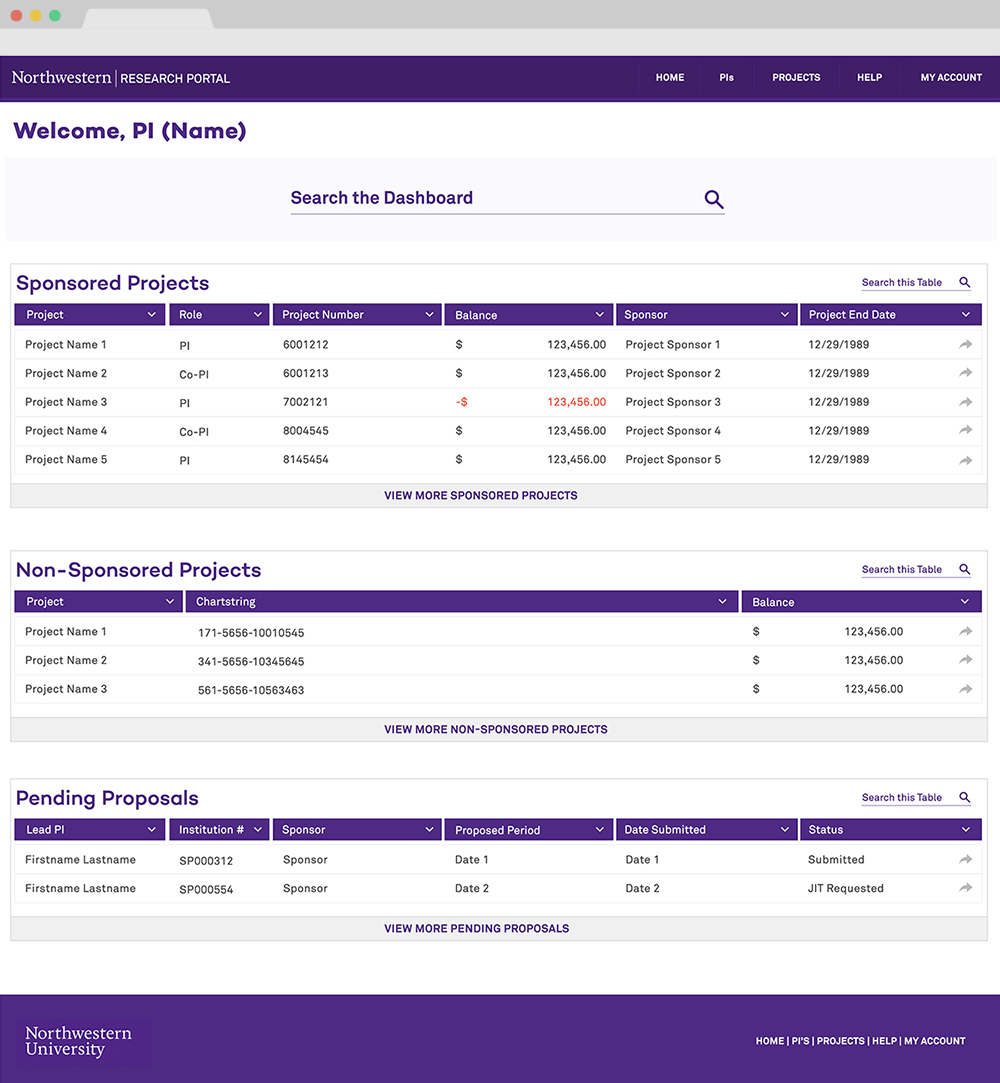 Northwestern | RESEARCH PORTAL HOME PIs PROJECTS HELP MY ACCOUNT
Welcome, PI (Name)
Search the Dashboard
Sponsored Projects Search this Table
Project Role Project Number Balance Sponsor Project End Date
Project Name 1 PI 6001212 $ 123,456.00 Project Sponsor 1 12/29/1989
Project Name 2 Co-PI 6001213 $ 123,456.00 Project Sponsor 2 12/29/1989
Project Name 3 PI 7002121 -$ 123,456.00 Project Sponsor 3 12/29/1989
Project Name 4 Co-PI 8004545 $ 123,456.00 Project Sponsor 4 12/29/1989
Project Name 5 PI 8145454 $ 123,456.00 Project Sponsor 5 12/29/1989
VIEW MORE SPONSORED PROJECTS
Non-Sponsored Projects Search this Table
Project Chartstring Balance
Project Name 1 171-5656-10010545 $ 123,456.00
Project Name 2 341-5656-10345645 $ 123,456.00
Project Name 3 561-5656-10563463 $ 123,456.00
VIEW MORE NON-SPONSORED PROJECTS
Pending Proposals Search this Table
Lead PI Institution # Sponsor Proposed Period Date Submitted Status
Firstname Lastname SP000312 Sponsor Date 1 Date 1 Submitted
Firstname Lastname SP000554 Sponsor Date 2 Date 2 JIT Requested
VIEW MORE PENDING PROPOSALS
Northwestern
University
HOME | PI'S | PROJECTS | HELP | MY ACCOUNT